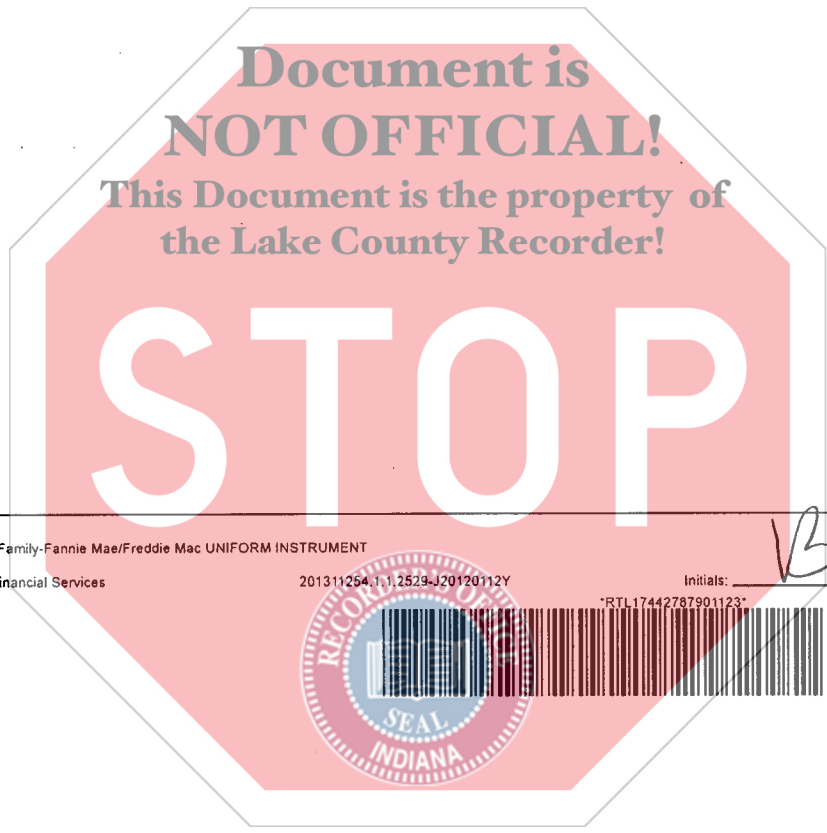 Document is
NOT OFFICIAL!
This Document is the property of
the Lake County Recorder!
STOP
Family-Fannie Mae/Freddie Mac UNIFORM INSTRUMENT
inancial Services 201311254.1.1.2529-J20120112Y Initials:
*RTL17442787901123*
RECORDER'S OFFICE
SEAL
INDIANA